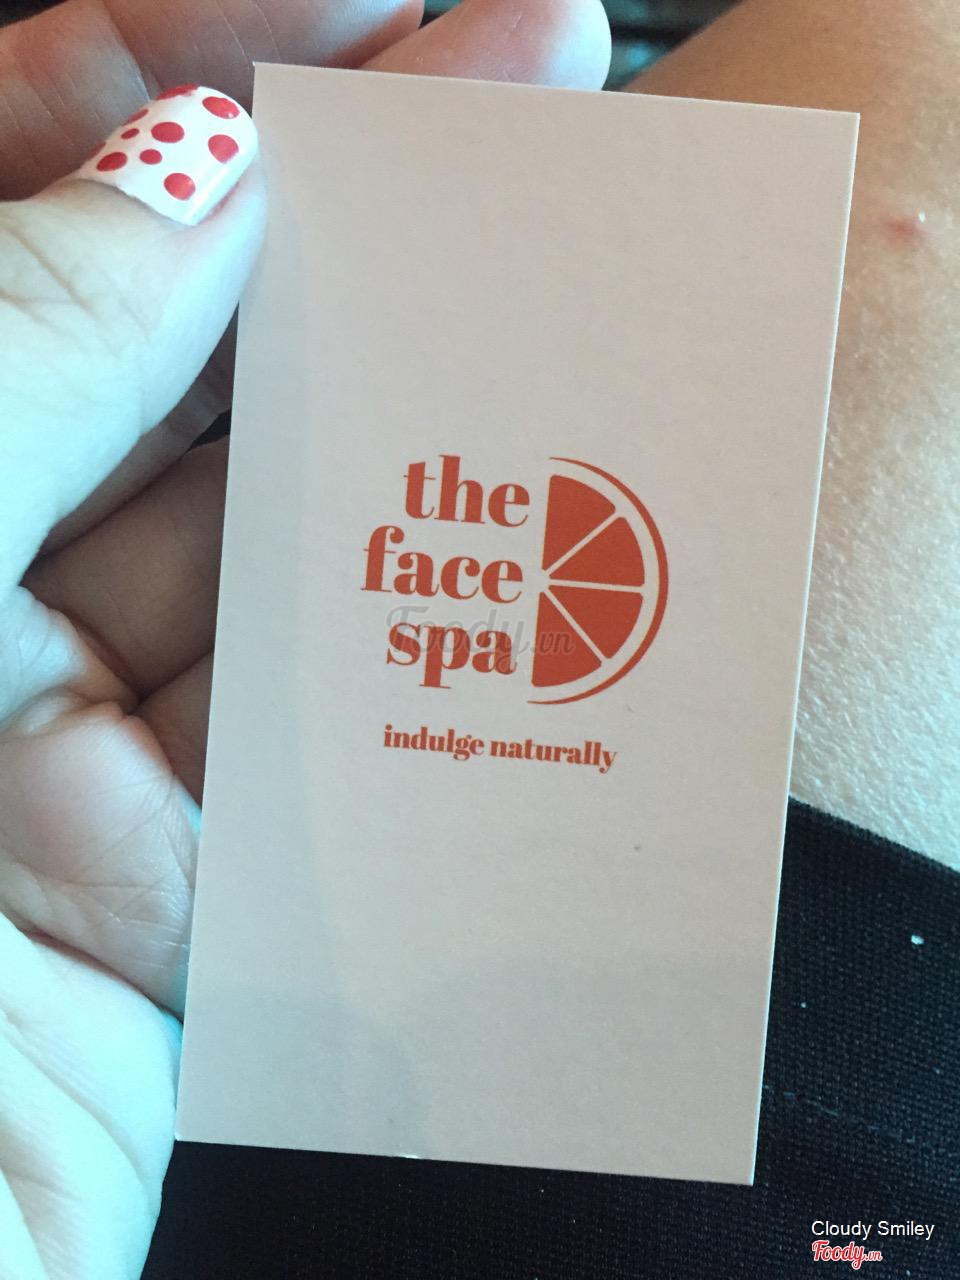 the
face
spa
Foody.vn
indulge naturally
Cloudy Smiley
Foody.vn